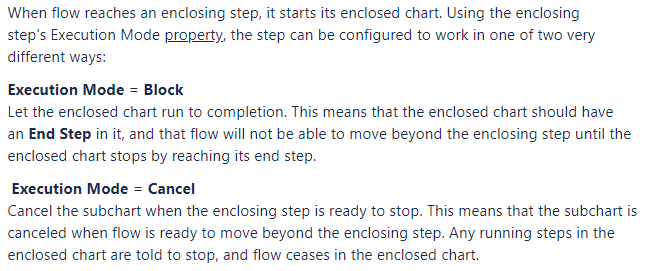 When flow reaches an enclosing step, it starts its enclosed chart. Using the enclosing
step's Execution Mode property, the step can be configured to work in one of two very
different ways:
Execution Mode = Block
Let the enclosed chart run to completion. This means that the enclosed chart should have
an End Step in it, and that flow will not be able to move beyond the enclosing step until the
enclosed chart stops by reaching its end step.
Execution Mode = Cancel
Cancel the subchart when the enclosing step is ready to stop. This means that the subchart is
canceled when flow is ready to move beyond the enclosing step. Any running steps in the
enclosed chart are told to stop, and flow ceases in the enclosed chart.